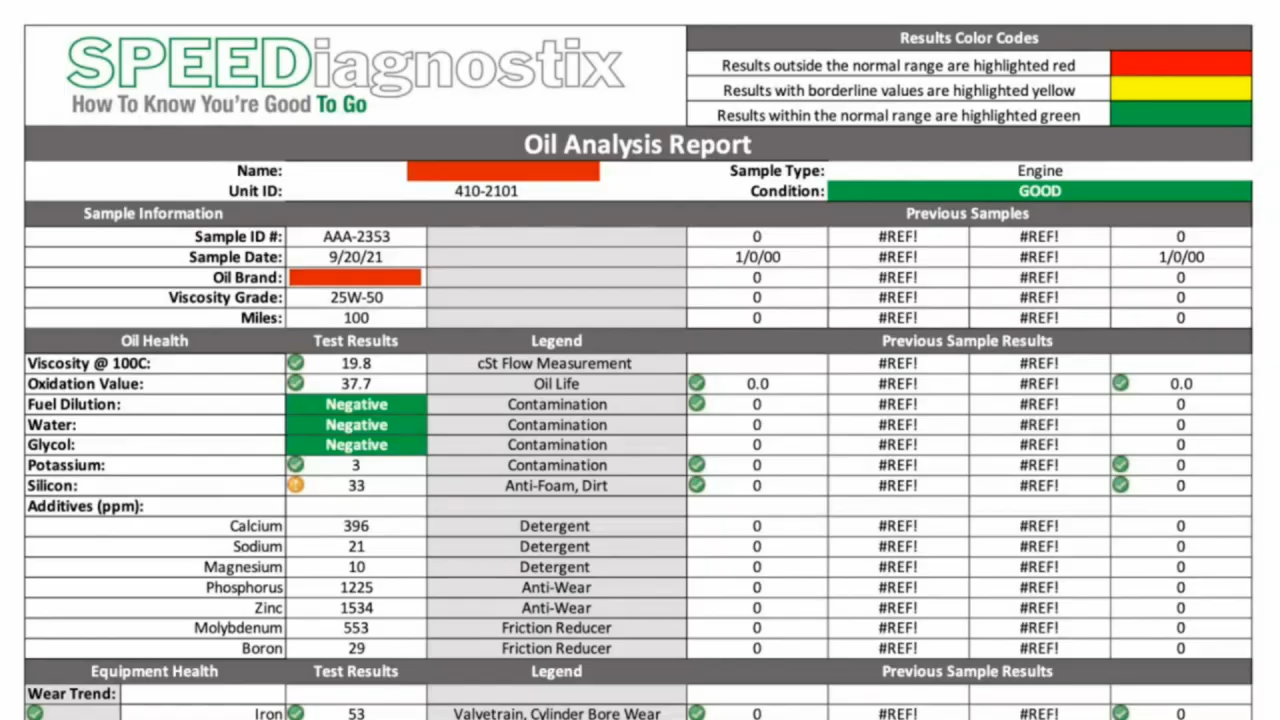 SPEEDiagnostix
How To Know You're Good To Go
Results Color Codes
Results outside the normal range are highlighted red
Results with borderline values are highlighted yellow
Results within the normal range are highlighted green
Oil Analysis Report
Name: Sample Type: Engine
Unit ID: 410-2101 Condition: GOOD
Sample Information Previous Samples
Sample ID #: AAA-2353 0 #REF! #REF! 0
Sample Date: 9/20/21 1/0/00 #REF! #REF! 1/0/00
Oil Brand: 0 #REF! #REF! 0
Viscosity Grade: 25W-50 0 #REF! #REF! 0
Miles: 100 0 #REF! #REF! 0
Oil Health Test Results Legend Previous Sample Results
Viscosity @ 100C: 19.8 cSt Flow Measurement #REF! #REF!
Oxidation Value: 37.7 Oil Life 0.0 #REF! #REF! 0.0
Fuel Dilution: Negative Contamination 0 #REF! #REF! 0
Water: Negative Contamination 0 #REF! #REF! 0
Glycol: Negative Contamination 0 #REF! #REF! 0
Potassium: 3 Contamination 0 #REF! #REF! 0
Silicon: 33 Anti-Foam, Dirt 0 #REF! #REF! 0
Additives (ppm):
Calcium 396 Detergent 0 #REF! #REF! 0
Sodium 21 Detergent 0 #REF! #REF! 0
Magnesium 10 Detergent 0 #REF! #REF! 0
Phosphorus 1225 Anti-Wear 0 #REF! #REF! 0
Zinc 1534 Anti-Wear 0 #REF! #REF! 0
Molybdenum 553 Friction Reducer 0 #REF! #REF! 0
Boron 29 Friction Reducer 0 #REF! #REF! 0
Equipment Health Test Results Legend Previous Sample Results
Wear Trend:
Iron 53 Valvetrain, Cylinder Bore Wear 0 #REF! #REF! 0